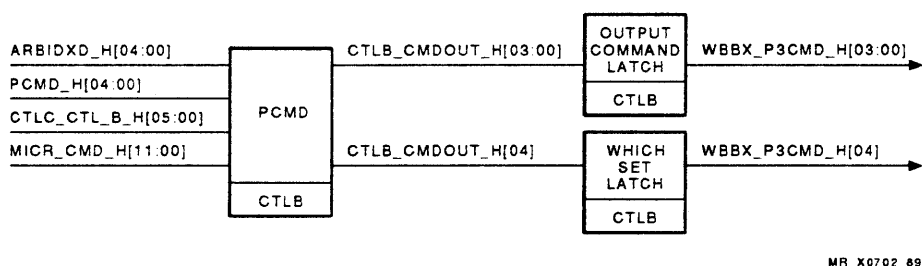 ARBIDXD_H[04:00]
PCMD_H[04:00]
CTLC_CTL_B_H[05:00]
MICR_CMD_H[11:00]
PCMD
CTLB
CTLB_CMDOUT_H[03:00]
CTLB_CMDOUT_H[04]
OUTPUT
COMMAND
LATCH
CTLB
WHICH
SET
LATCH
CTLB
WBBX_P3CMD_H[03:00]
WBBX_P3CMD_H[04]
MR X0702 89